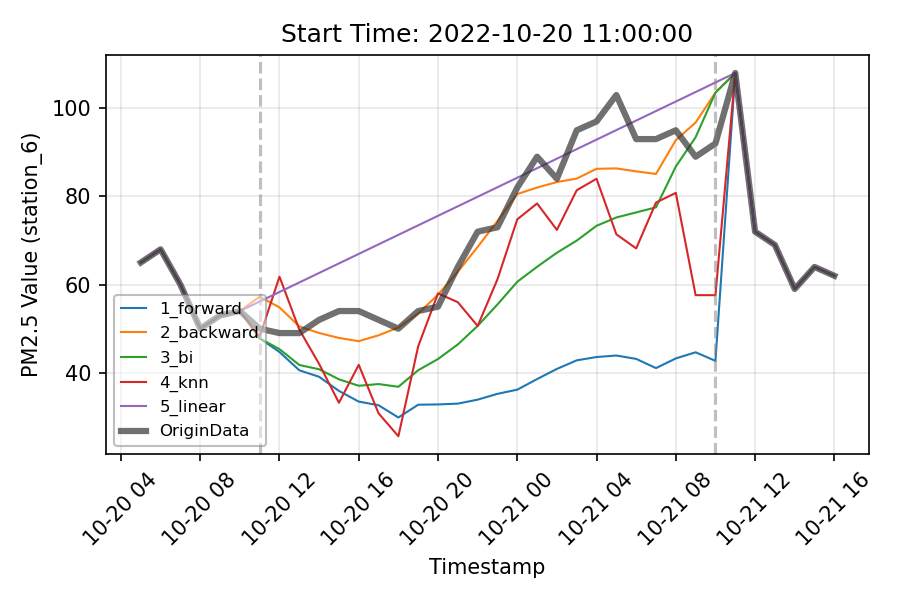 Start Time: 2022-10-20 11:00:00
PM2.5 Value (station_6)
100
80
60
40
1_forward
2_backward
3_bi
4_knn
5_linear
OriginData
10-20 04
10-20 08
10-20 12
10-20 16
10-20 20
10-21 00
10-21 04
10-21 08
10-21 12
10-21 16
Timestamp